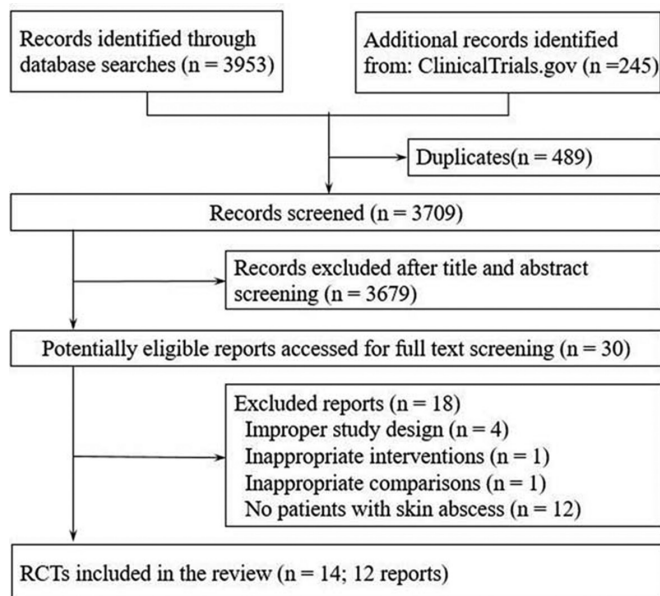 Records identified through
database searches (n = 3953)
Additional records identified
from: ClinicalTrials.gov (n =245)
Duplicates(n = 489)
Records screened (n = 3709)
Records excluded after title and abstract
screening (n = 3679)
Potentially eligible reports accessed for full text screening (n = 30)
Excluded reports (n = 18)
Improper study design (n = 4)
Inappropriate interventions (n = 1)
Inappropriate comparisons (n = 1)
No patients with skin abscess (n = 12)
RCTs included in the review (n = 14; 12 reports)